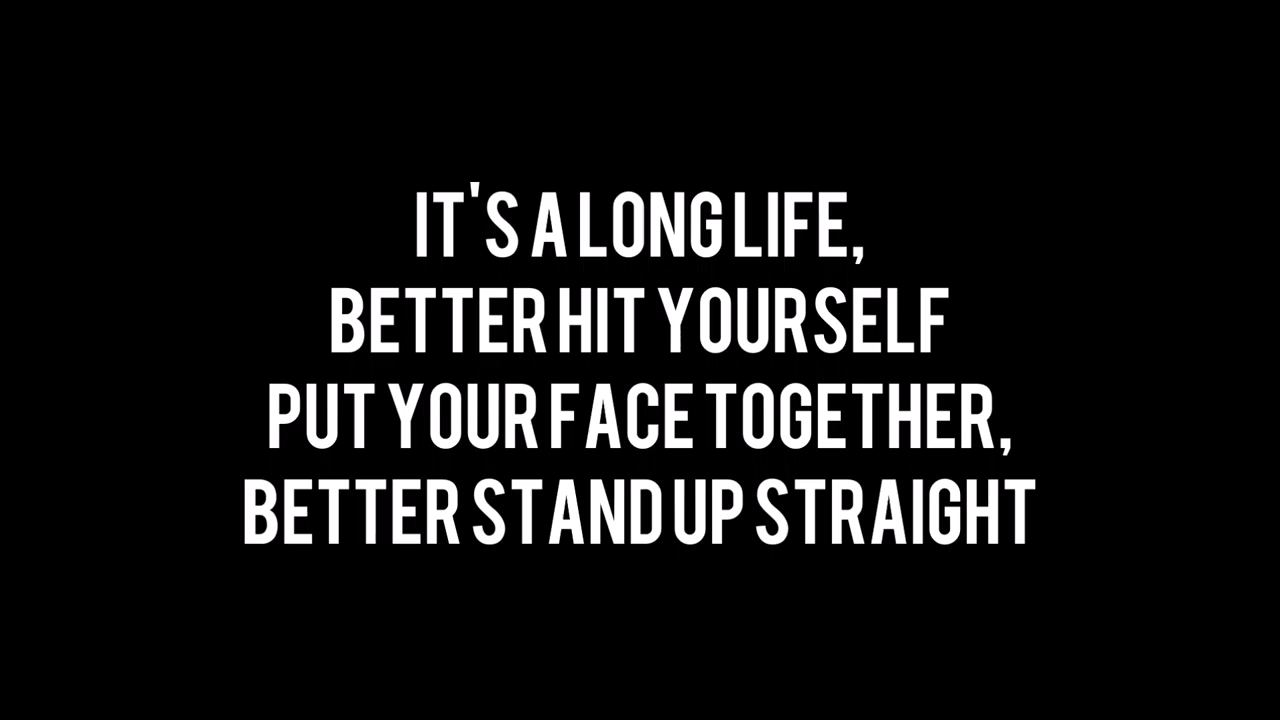 IT'S A LONG LIFE,
BETTER HIT YOURSELF
PUT YOUR FACE TOGETHER,
BETTER STAND UP STRAIGHT